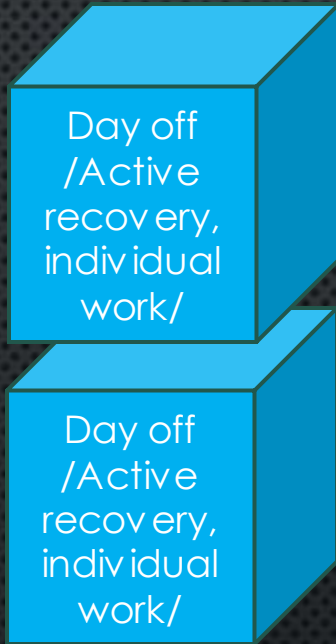 Day off
/Active
recovery,
individual
work/
Day off
/Active
recovery,
individual
work/